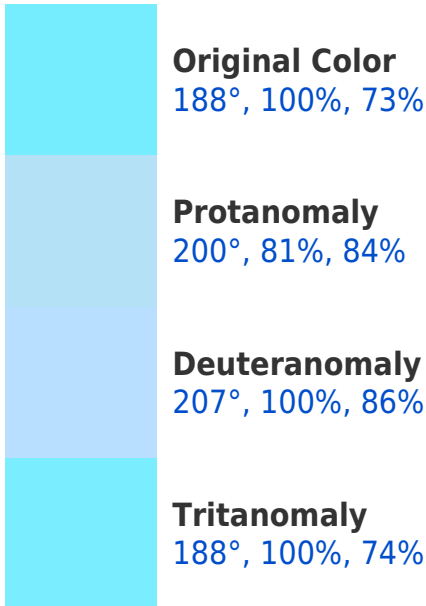 Original Color
188°, 100%, 73%
Protanomaly
200°, 81%, 84%
Deuteranomaly
207°, 100%, 86%
Tritanomaly
188°, 100%, 74%